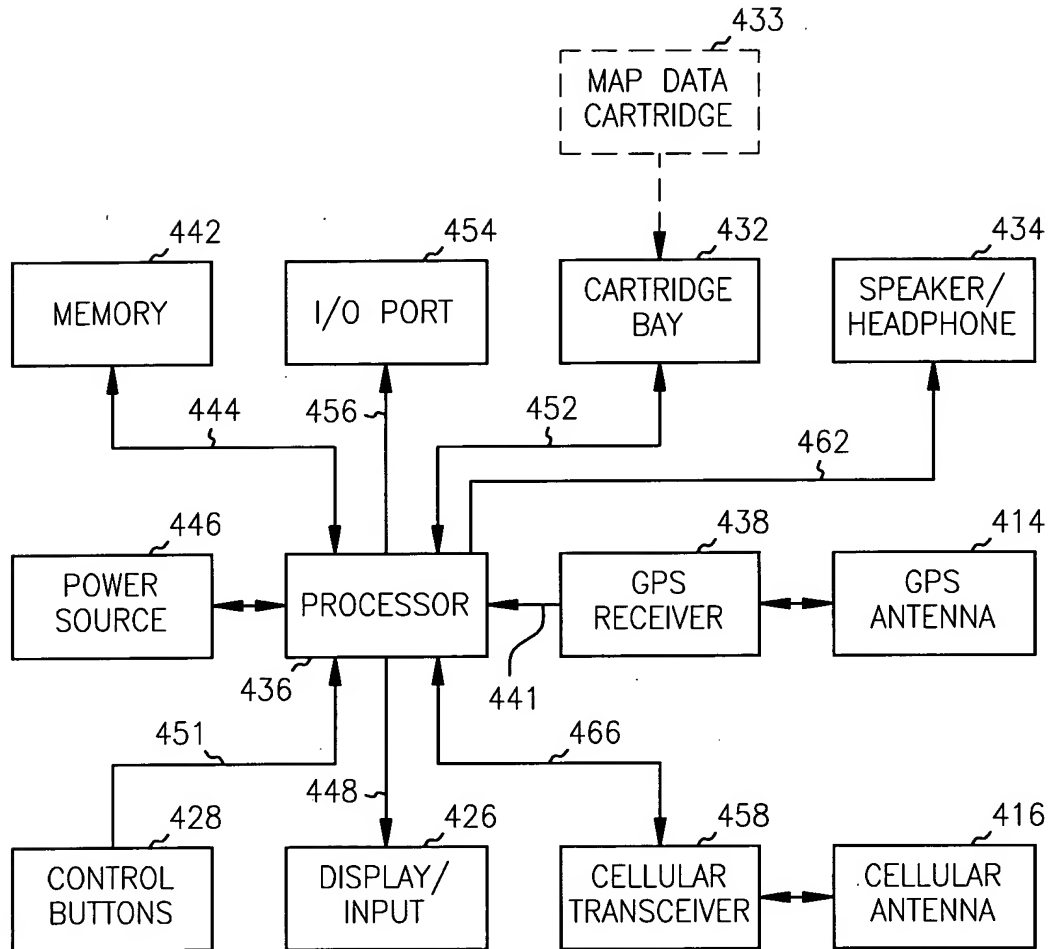 433
MAP DATA
CARTRIDGE
442
454
432
434
MEMORY
I/O PORT
CARTRIDGE
BAY
SPEAKER/
HEADPHONE
444
456
452
462
446
438
414
POWER
SOURCE
PROCESSOR
GPS
RECEIVER
GPS
ANTENNA
436
441
451
466
448
428
426
458
416
CONTROL
BUTTONS
DISPLAY/
INPUT
CELLULAR
TRANSCEIVER
CELLULAR
ANTENNA